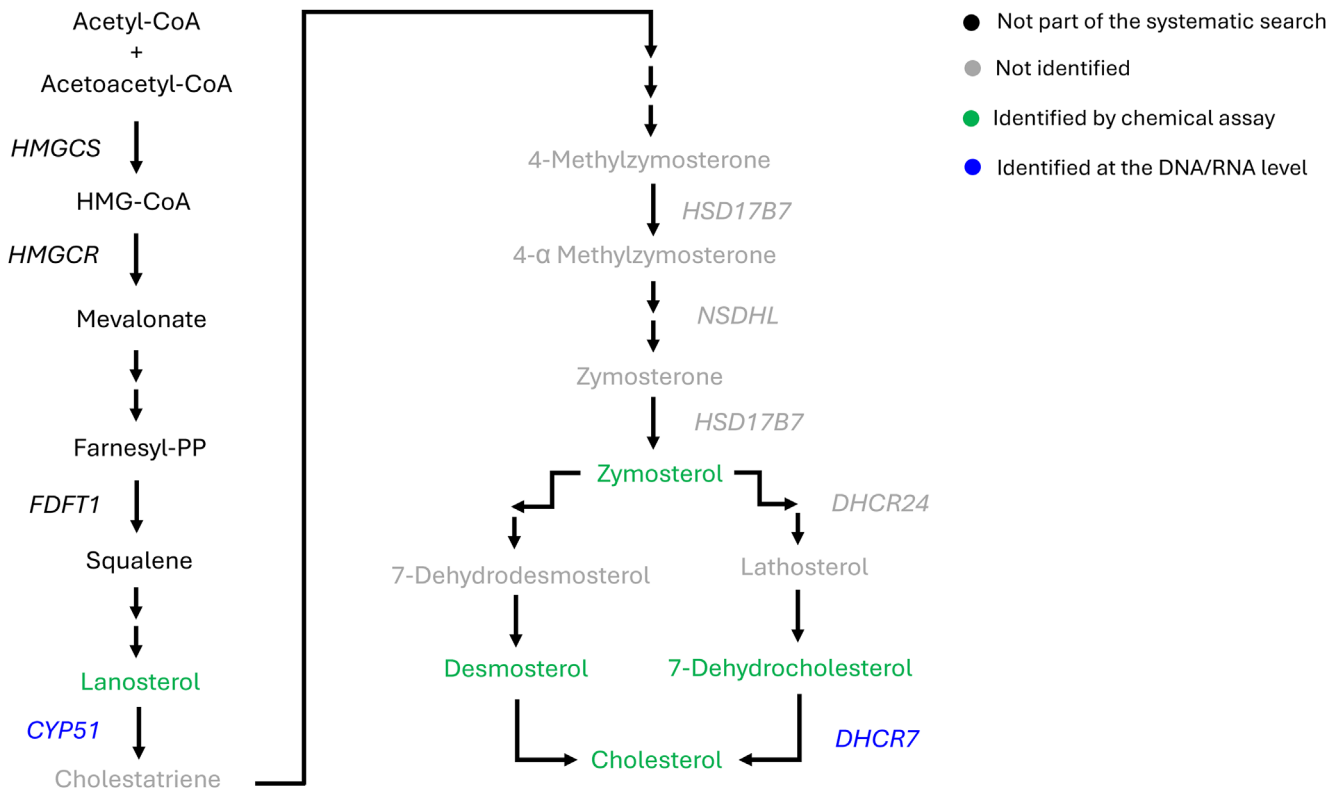 Acetyl-CoA
+
Acetoacetyl-CoA
HMGCS
HMG-CoA
HMGCR
Mevalonate
Farnesyl-PP
FDFT1
Squalene
Lanosterol
CYP51
Cholestatriene
4-Methylzymosterone
HSD17B7
4-α Methylzymosterone
NSDHL
Zymosterone
HSD17B7
Zymosterol
DHCR24
7-Dehydrodesmosterol
Lathosterol
Desmosterol
7-Dehydrocholesterol
DHCR7
Cholesterol
Not part of the systematic search
Not identified
Identified by chemical assay
Identified at the DNA/RNA level